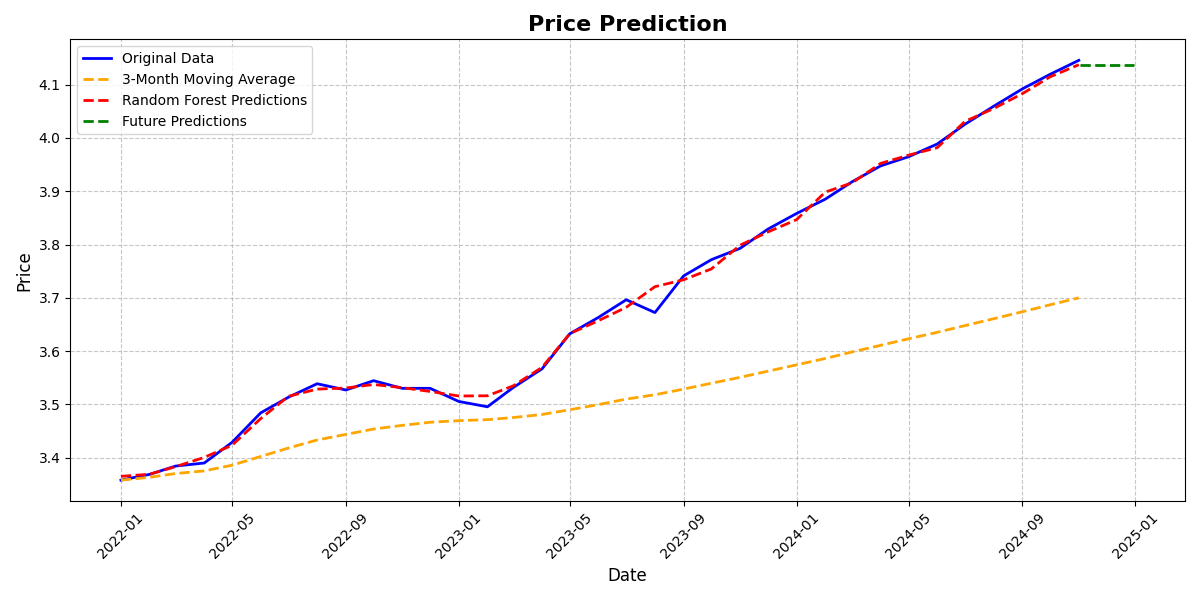 Price Prediction
Original Data
3-Month Moving Average
Random Forest Predictions
Future Predictions
Price
4.1
4.0
3.9
3.8
3.7
3.6
3.5
3.4
2022-01
2022-05
2022-09
2023-01
2023-05
2023-09
2024-01
2024-05
2024-09
2025-01
Date